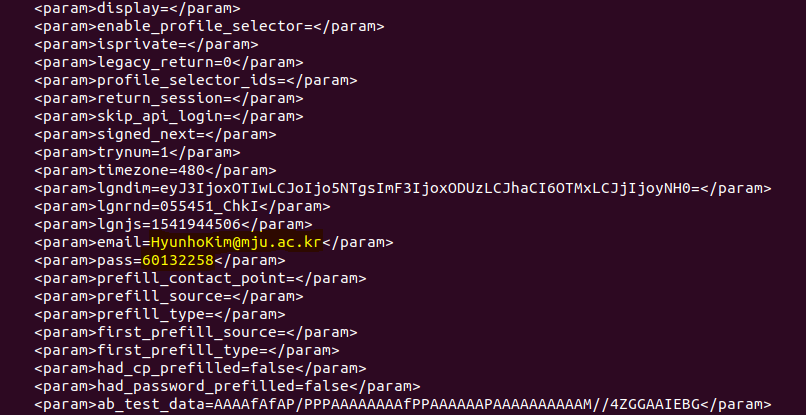 <param>display=</param>
<param>enable_profile_selector=</param>
<param>isprivate=</param>
<param>legacy_return=0</param>
<param>profile_selector_ids=</param>
<param>return_session=</param>
<param>skip_api_login=</param>
<param>signed_next=</param>
<param>trynum=1</param>
<param>timezone=480</param>
<param>lgndim=eyJ3IjoxOTIwLCJoIjo5NTgsImF3IjoxODUzLCJhaCI6OTMxLCJjIjoyNH0=</param>
<param>lgnrnd=055451_ChkI</param>
<param>lgnjs=1541944506</param>
<param>email=HyunhoKim@mju.ac.kr</param>
<param>pass=60132258</param>
<param>prefill_contact_point=</param>
<param>prefill_source=</param>
<param>prefill_type=</param>
<param>first_prefill_source=</param>
<param>first_prefill_type=</param>
<param>had_cp_prefilled=false</param>
<param>had_password_prefilled=false</param>
<param>ab_test_data=AAAAfAfAP/PPPAAAAAAAAfPPAAAAAAPAAAAAAAAAAM//4ZGGAAIEBG</param>